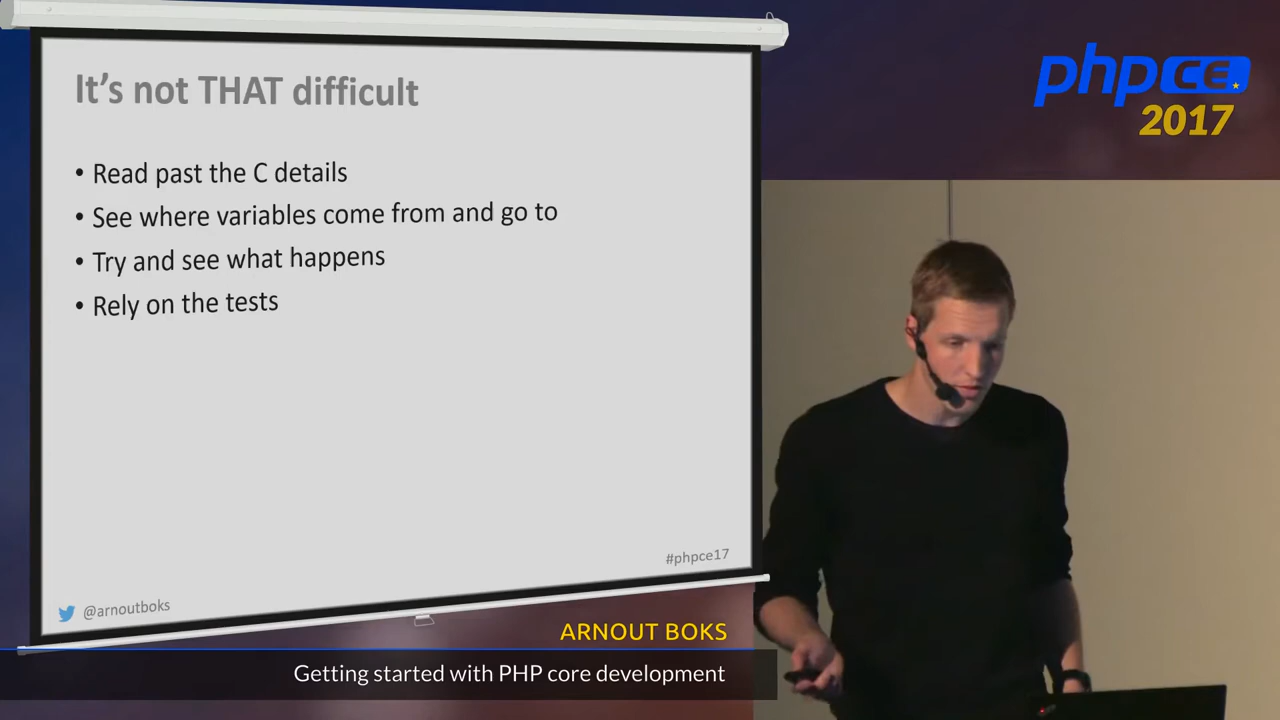 It's not THAT difficult
• Read past the C details
• See where variables come from and go to
• Try and see what happens
• Rely on the tests
#phpce17
@arnoutboks
phpCE
2017
ARNOUT BOKS
Getting started with PHP core development